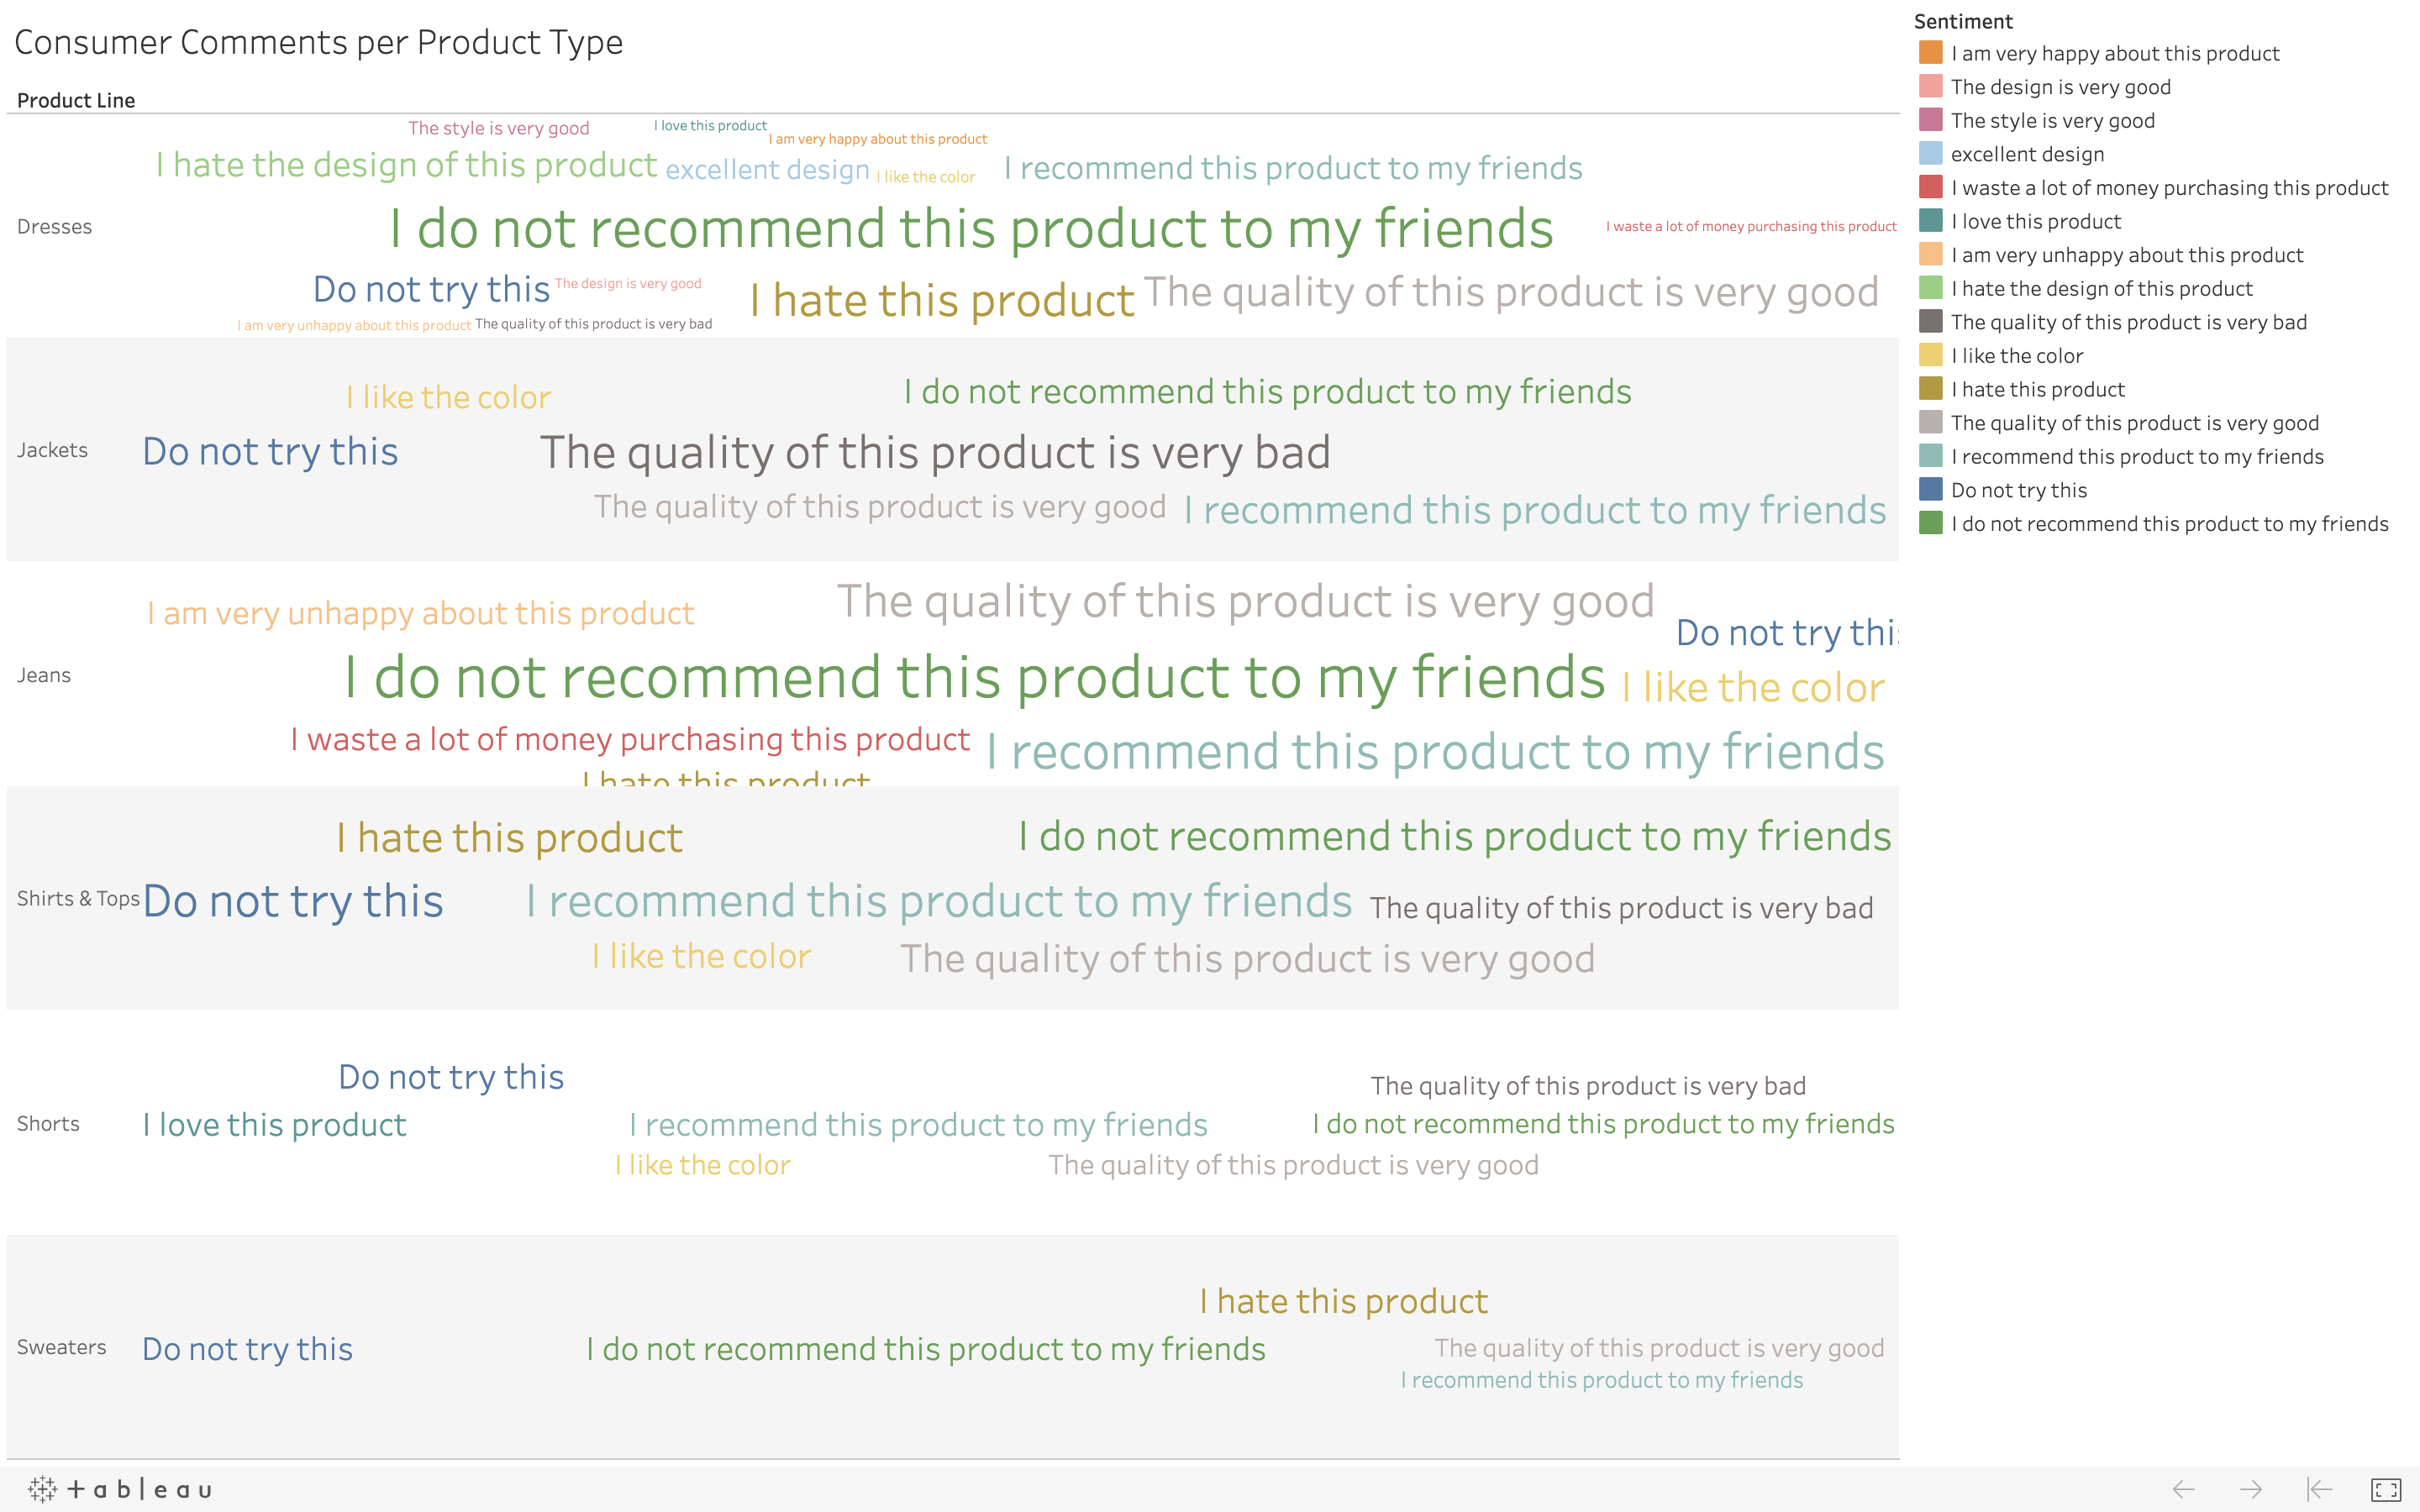 Consumer Comments per Product Type
Product Line
Dresses
The style is very good
I love this product
I am very happy about this product
I hate the design of this product
excellent design
I like the color
I recommend this product to my friends
I do not recommend this product to my friends
I waste a lot of money purchasing this product
Do not try this
The design is very good
I hate this product
The quality of this product is very good
I am very unhappy about this product
The quality of this product is very bad
Jackets
I like the color
I do not recommend this product to my friends
Do not try this
The quality of this product is very bad
The quality of this product is very good
I recommend this product to my friends
Jeans
I am very unhappy about this product
The quality of this product is very good
Do not try this
I do not recommend this product to my friends
I like the color
I waste a lot of money purchasing this product
I recommend this product to my friends
I hate this product
Shirts & Tops
I hate this product
I do not recommend this product to my friends
Do not try this
I recommend this product to my friends
The quality of this product is very bad
I like the color
The quality of this product is very good
Shorts
Do not try this
The quality of this product is very bad
I love this product
I recommend this product to my friends
I do not recommend this product to my friends
I like the color
The quality of this product is very good
Sweaters
I hate this product
Do not try this
I do not recommend this product to my friends
The quality of this product is very good
I recommend this product to my friends
Sentiment
I am very happy about this product
The design is very good
The style is very good
excellent design
I waste a lot of money purchasing this product
I love this product
I am very unhappy about this product
I hate the design of this product
The quality of this product is very bad
I like the color
I hate this product
The quality of this product is very good
I recommend this product to my friends
Do not try this
I do not recommend this product to my friends
+ableau